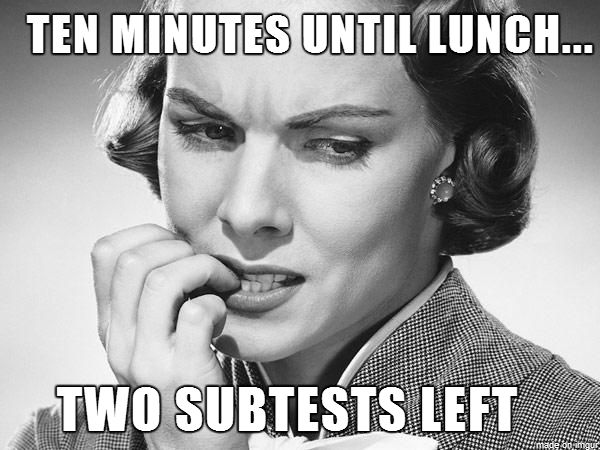 TEN MINUTES UNTIL LUNCH...
TWO SUBTESTS LEFT
made on imgur